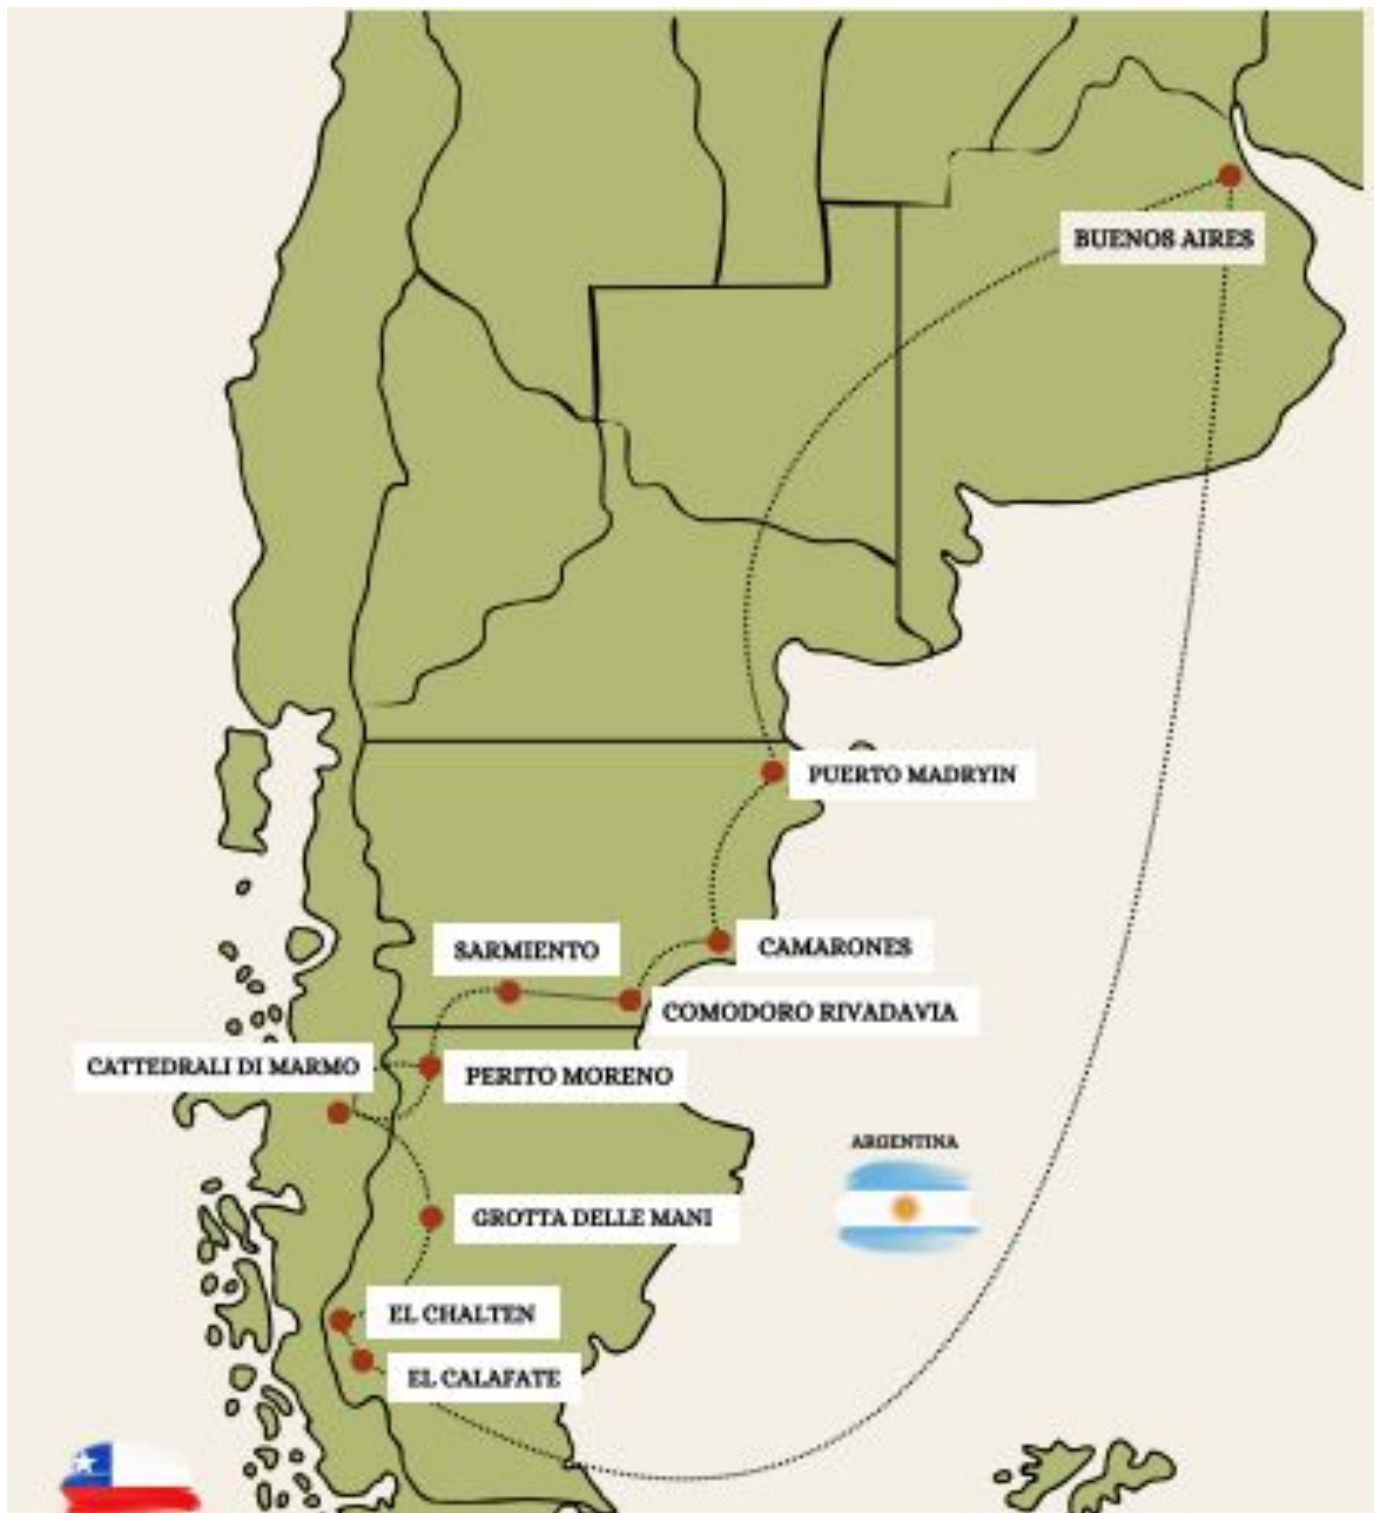 BUENOS AIRES
PUERTO MADRYIN
SARMIENTO
CAMARONES
COMODORO RIVADAVIA
CATTEDRALI DI MARMO
PERITO MORENO
ARGENTINA
GROTTA DELLE MANI
EL CHALTEN
EL CALAFATE